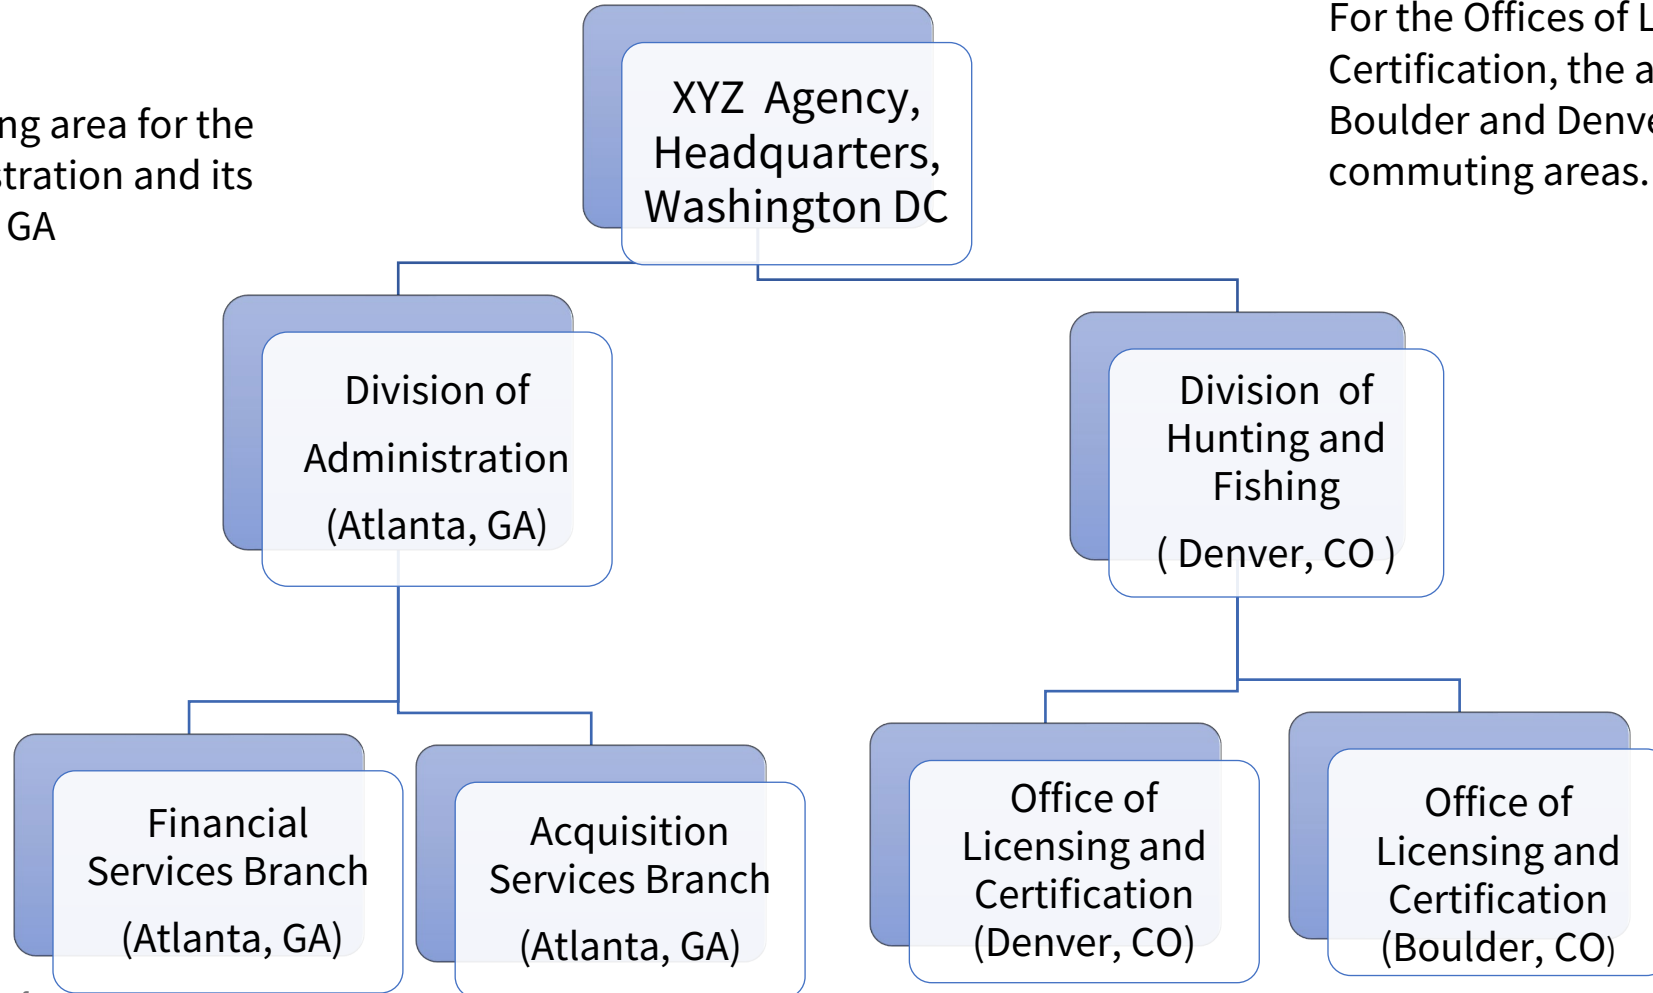 ng area for the
stration and its
GA
For the Offices of L
Certification, the a
Boulder and Denve
commuting areas.
XYZ Agency,
Headquarters,
Washington DC
Division of
Administration
(Atlanta, GA)
Division of
Hunting and
Fishing
( Denver, CO )
Financial
Services Branch
(Atlanta, GA)
Acquisition
Services Branch
(Atlanta, GA)
Office of
Licensing and
Certification
(Denver, CO)
Office of
Licensing and
Certification
(Boulder, CO)